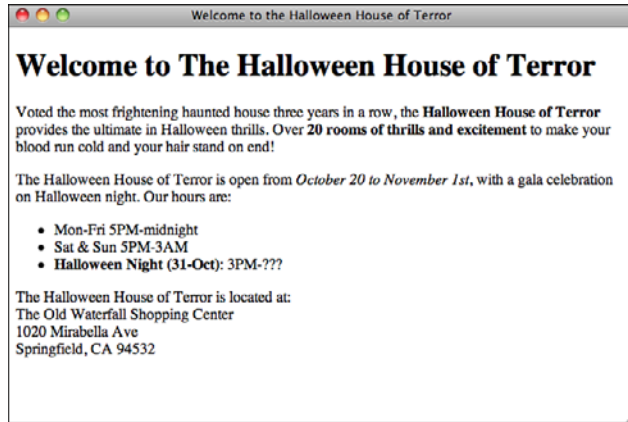 Welcome to the Halloween House of Terror
Welcome to The Halloween House of Terror
Voted the most frightening haunted house three years in a row, the Halloween House of Terror
provides the ultimate in Halloween thrills. Over 20 rooms of thrills and excitement to make your
blood run cold and your hair stand on end!
The Halloween House of Terror is open from October 20 to November 1st, with a gala celebration
on Halloween night. Our hours are:
• Mon-Fri 5PM-midnight
• Sat & Sun 5PM-3AM
• Halloween Night (31-Oct): 3PM-???
The Halloween House of Terror is located at:
The Old Waterfall Shopping Center
1020 Mirabella Ave
Springfield, CA 94532